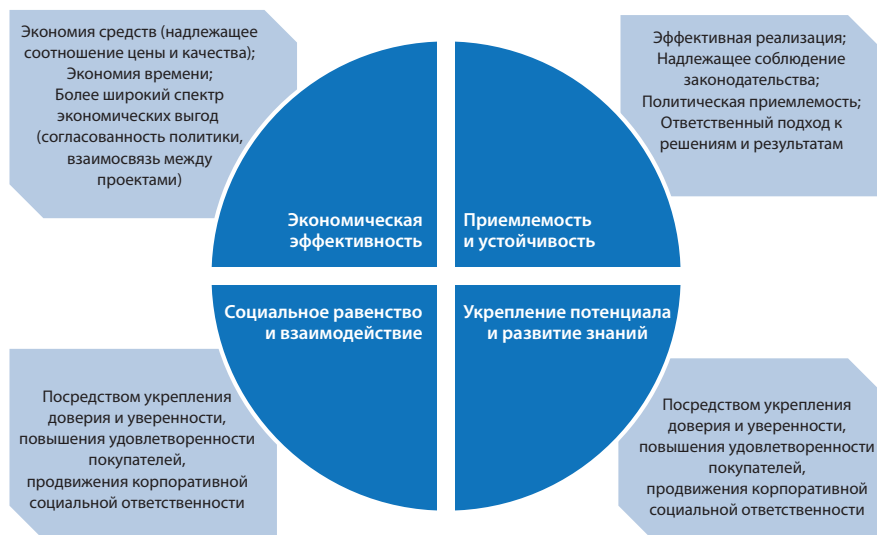 Экономия средств (надлежащее
соотношение цены и качества);
Экономия времени;
Более широкий спектр
экономических выгод
(согласованность политики,
взаимосвязь между
проектами)
Эффективная реализация;
Надлежащее соблюдение
законодательства;
Политическая приемлемость;
Ответственный подход к
решениям и результатам
Экономическая
эффективность
Приемлемость
и устойчивость
Социальное равенство
и взаимодействие
Укрепление потенциала
и развитие знаний
Посредством укрепления
доверия и уверенности,
повышения удовлетворенности
покупателей,
продвижения корпоративной
социальной ответственности
Посредством укрепления
доверия и уверенности,
повышения удовлетворенности
покупателей,
продвижения корпоративной
социальной ответственности